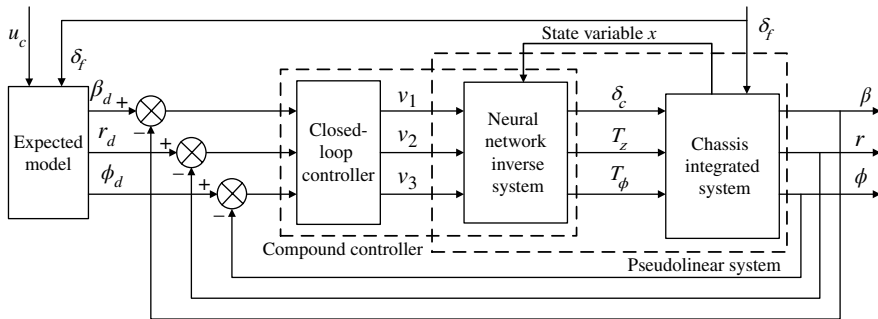 u_c
δ_f
State variable x
δ_f
β_d
+
−
r_d
+
−
ϕ_d
+
−
Expected
model
Closed-
loop
controller
v_1
v_2
v_3
Neural
network
inverse
system
δ_c
T_z
T_ϕ
Chassis
integrated
system
β
r
ϕ
Compound controller
Pseudolinear system